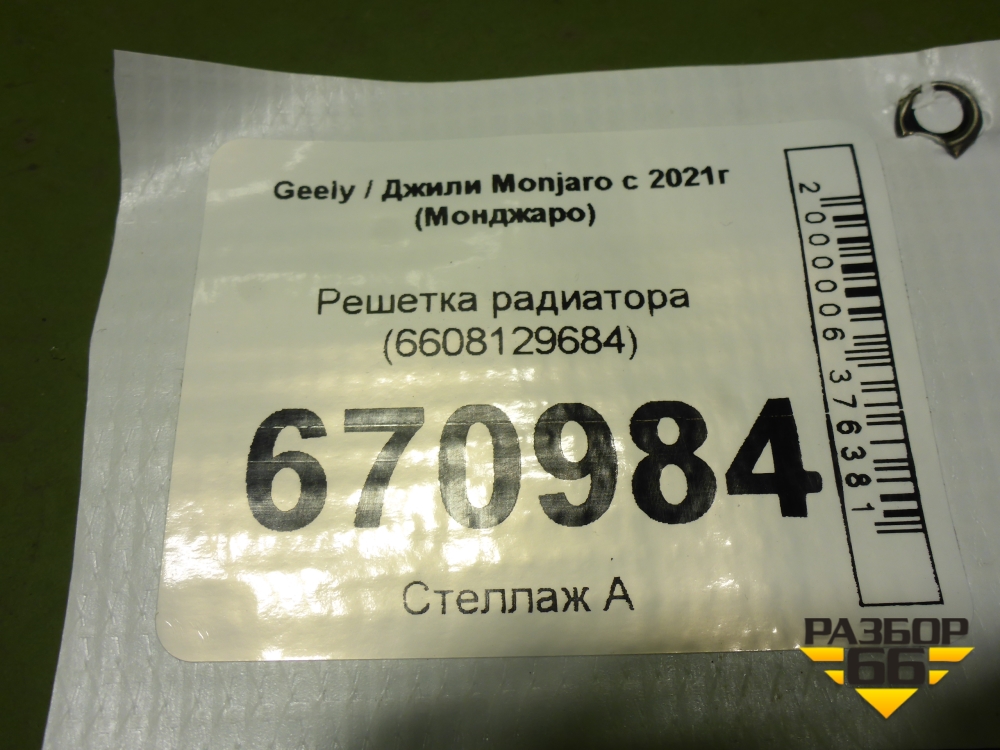 Geely / Джили Monjaro с 2021г
(Монджаро)
Решетка радиатора
(6608129684)
670984
Стеллаж А
2000006376381
РАЗБОР
66